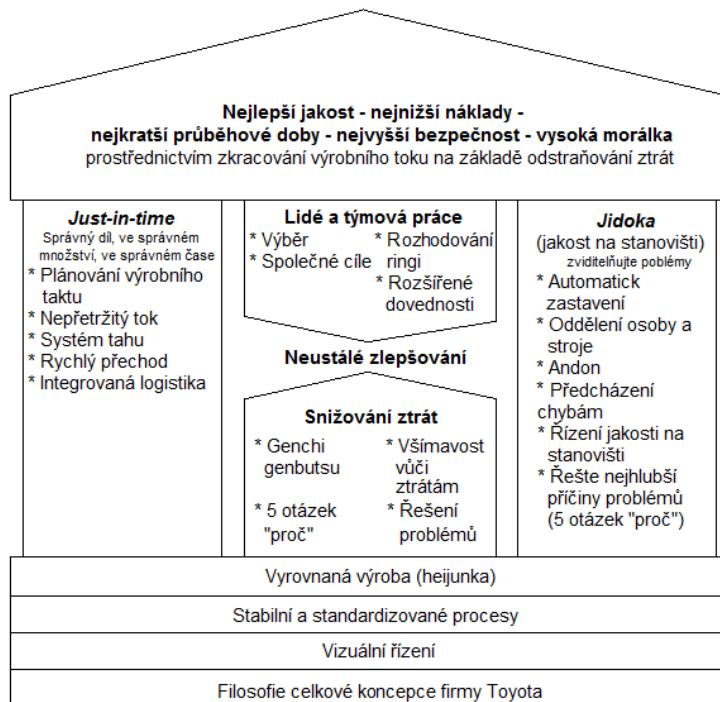 Nejlepší jakost - nejnižší náklady -
nejkratší průběhové doby - nejvyšší bezpečnost - vysoká morálka
prostřednictvím zkracování výrobního toku na základě odstraňování ztrát
Just-in-time
Správný díl, ve správném
množství, ve správném čase
* Plánování výrobního
taktu
* Nepřetržitý tok
* Systém tahu
* Rychlý přechod
* Integrovaná logistika
Lidé a týmová práce
* Výběr
* Společné cíle
* Rozhodování
ringi
* Rozšířené
dovednosti
Neustálé zlepšování
Snižování ztrát
* Genchi
genbutsu
* 5 otázek
"proč"
* Všímavost
vůči
ztrátám
* Řešení
problémů
Jidoka
(jakost na stanovišti)
zviditelňujte poblémy
* Automatick
zastavení
* Oddělení osoby a
stroje
* Andon
* Předcházení
chybám
* Řízení jakosti na
stanovišti
* Řešte nejhlubší
příčiny problémů
(5 otázek "proč")
Vyrovnaná výroba (heijunka)
Stabilní a standardizované procesy
Vizuální řízení
Filosofie celkové koncepce firmy Toyota